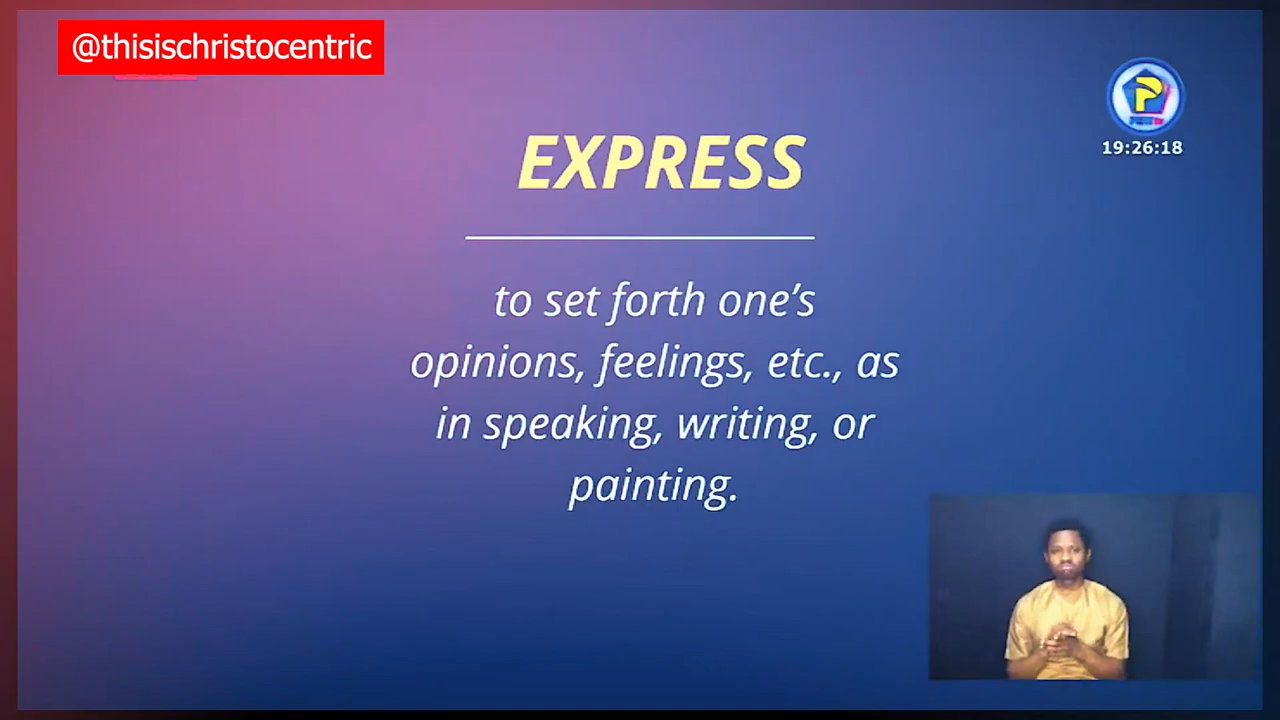 @thisischristocentric
19:26:18
EXPRESS
to set forth one’s
opinions, feelings, etc., as
in speaking, writing, or
painting.